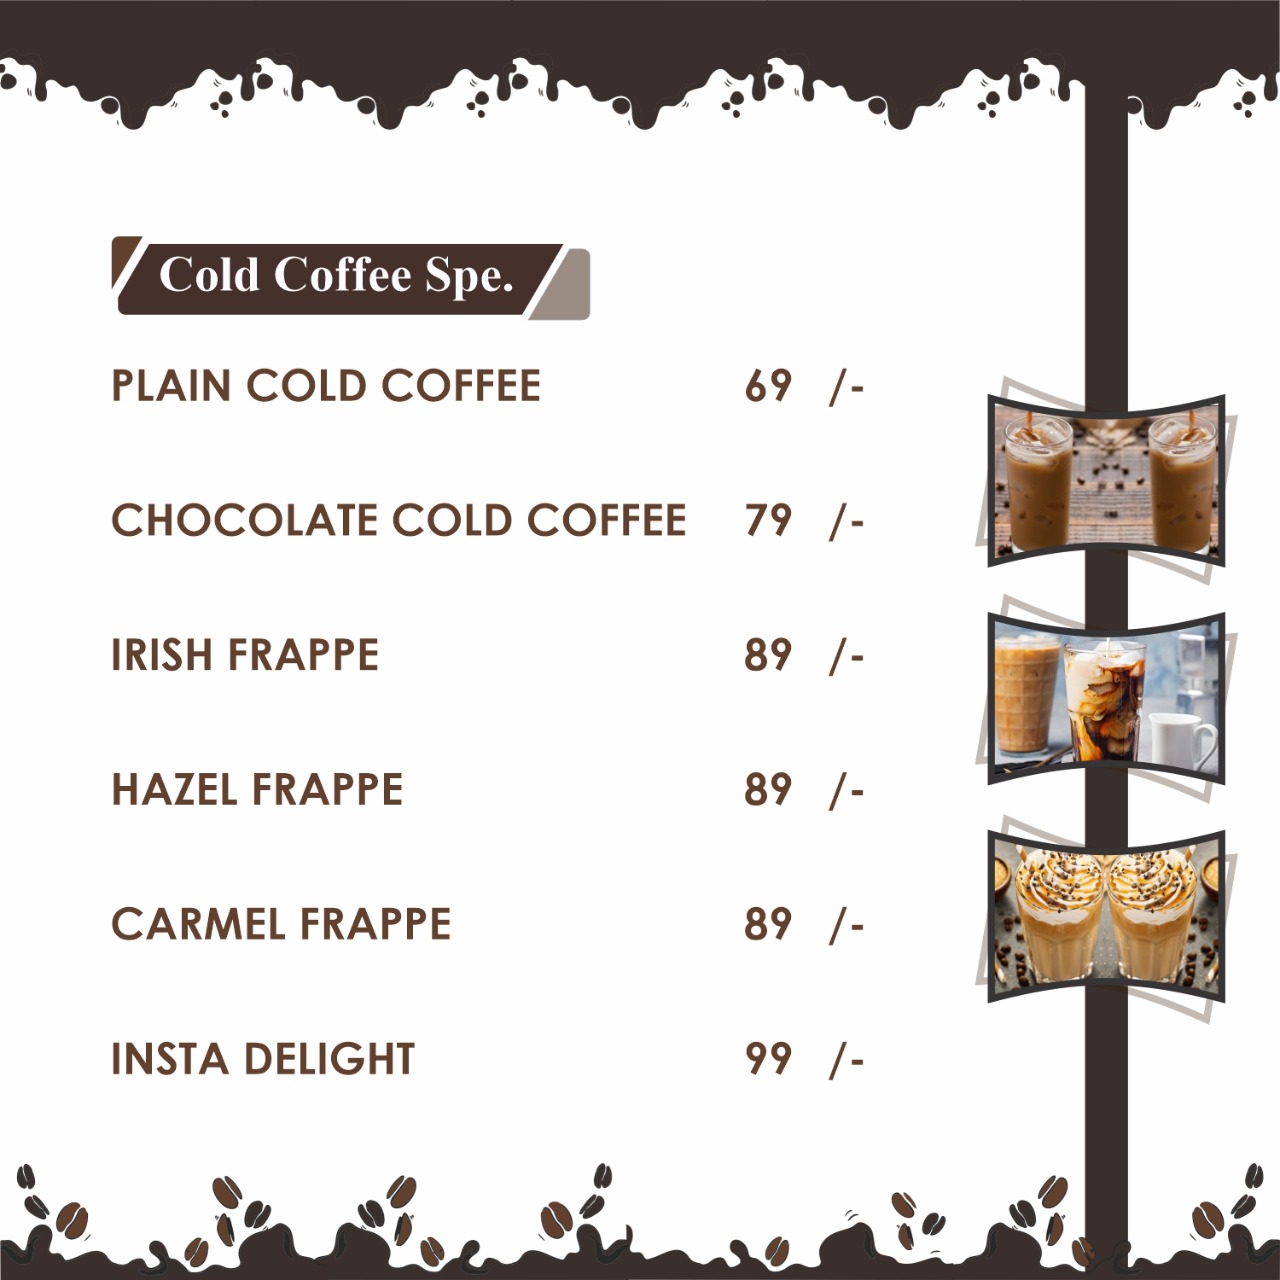 Cold Coffee Spe.
PLAIN COLD COFFEE 69 /-
CHOCOLATE COLD COFFEE 79 /-
IRISH FRAPPE 89 /-
HAZEL FRAPPE 89 /-
CARMEL FRAPPE 89 /-
INSTA DELIGHT 99 /-